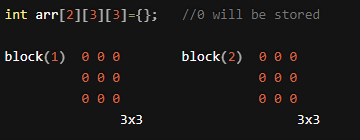 int arr[2][3][3]={};   //0 will be stored
block(1)  0 0 0        block(2)  0 0 0
          0 0 0                  0 0 0
          0 0 0                  0 0 0
               3x3                    3x3